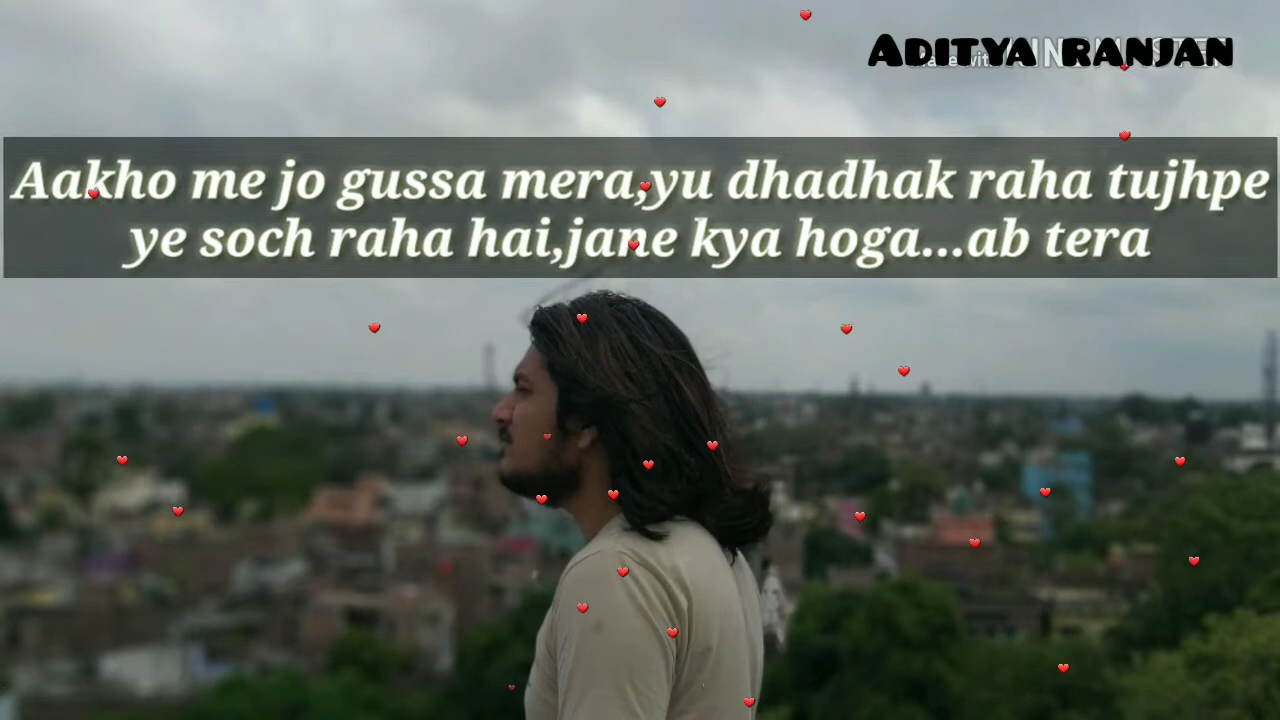 ADITYA RANJAN
Aakho me jo gussa mera,yu dhadhak raha tujhpe
ye soch raha hai,jane kya hoga...ab tera